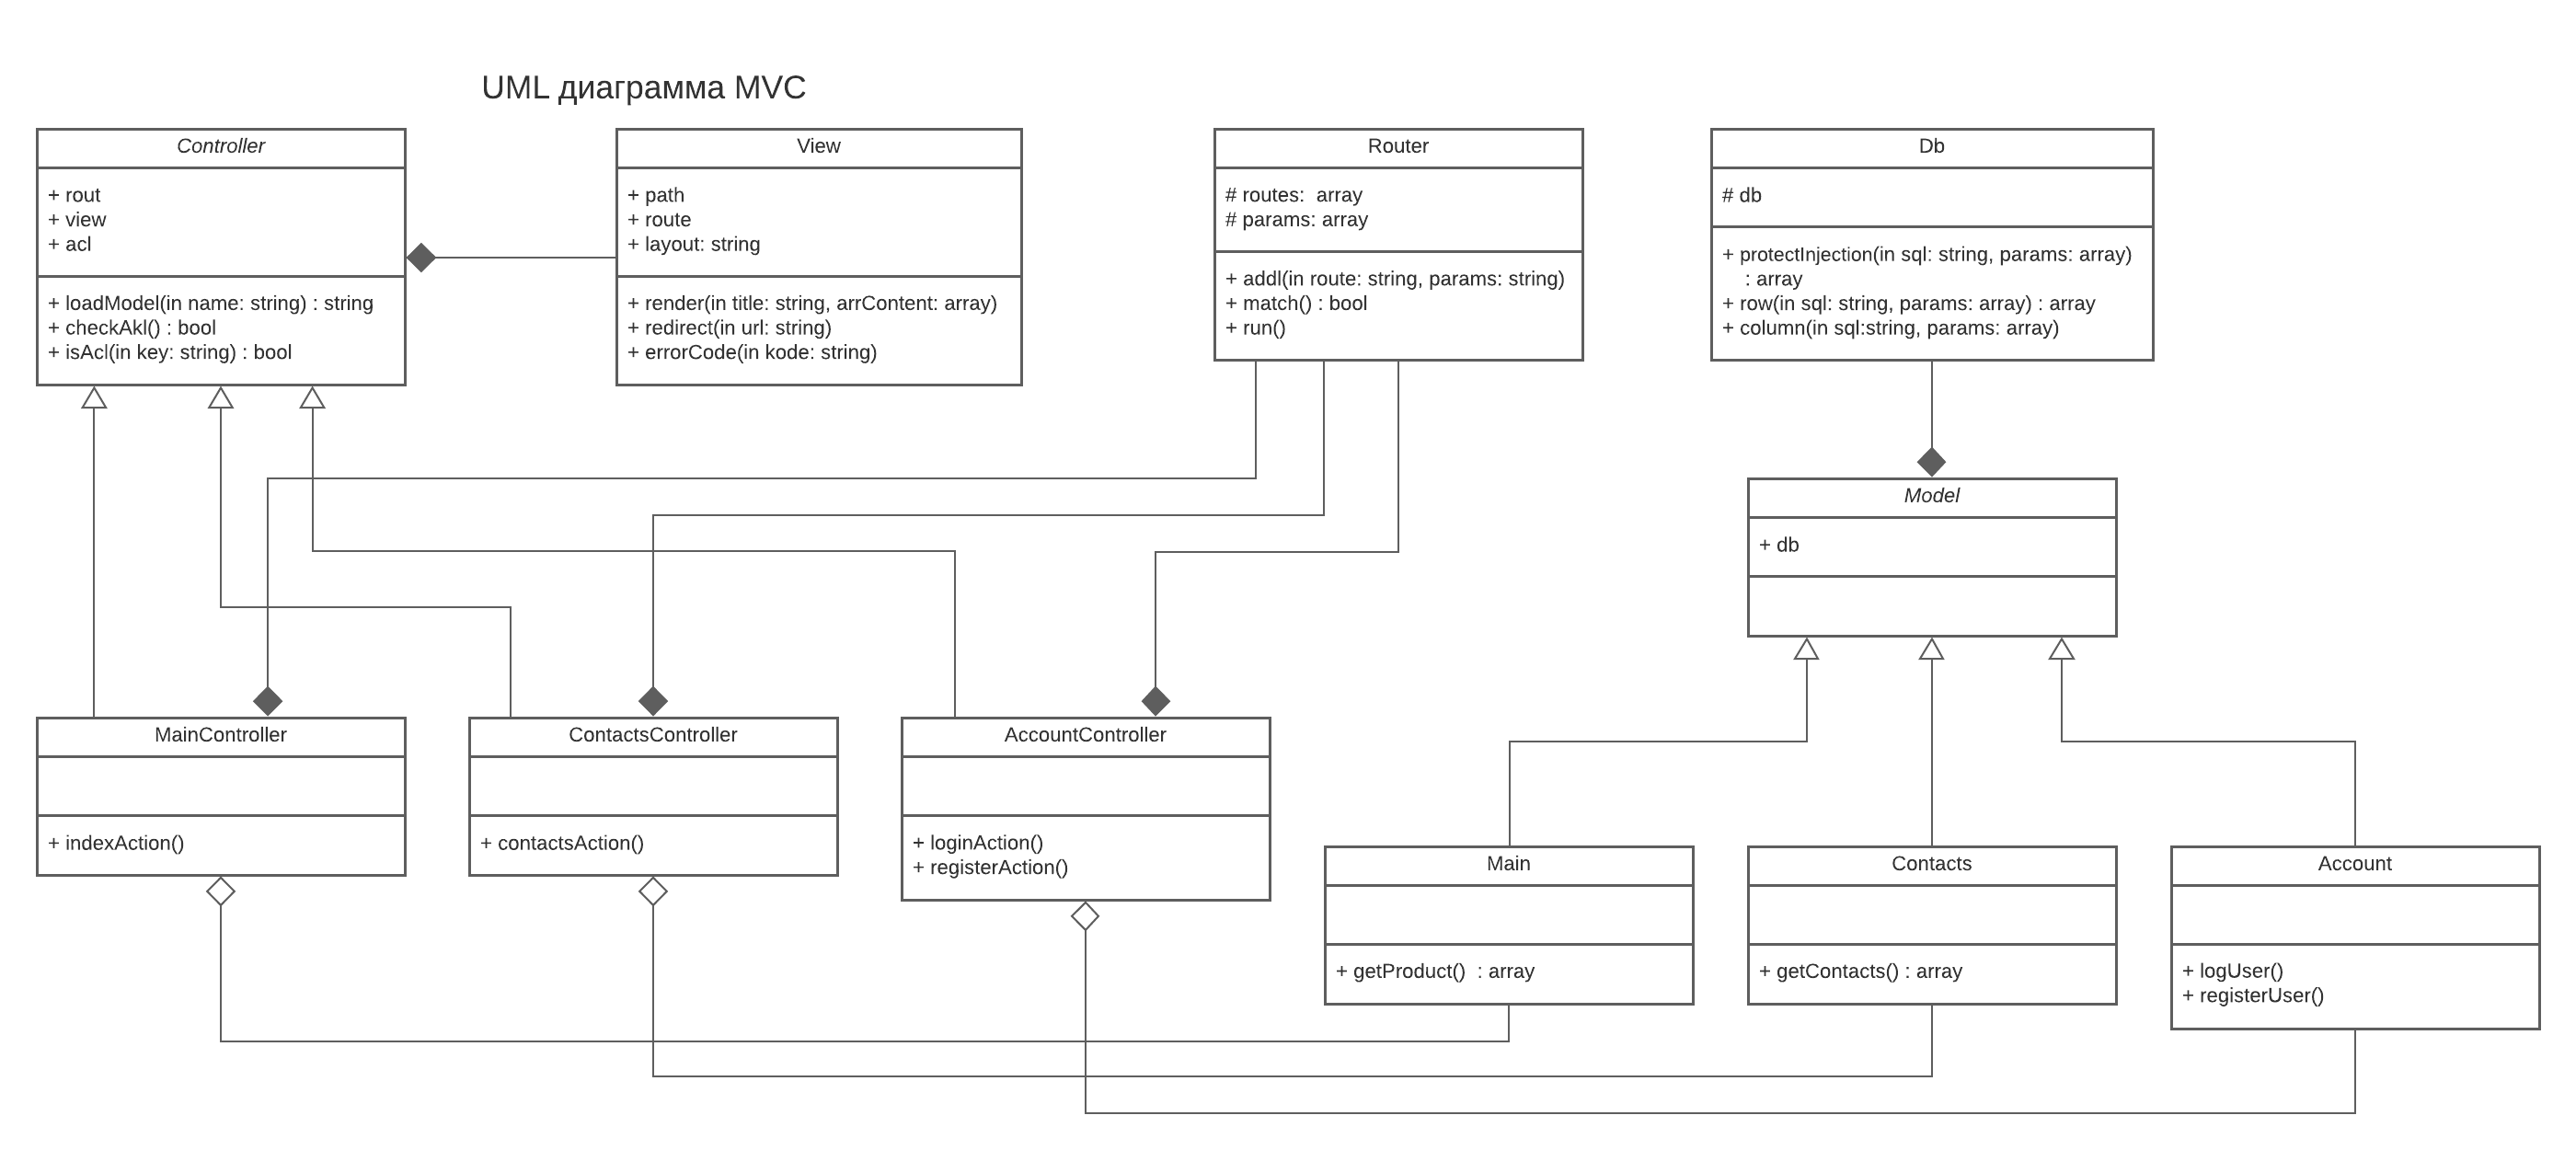 UML диаграмма MVC
Controller
+ rout
+ view
+ acl
+ loadModel(in name: string) : string
+ checkAkl() : bool
+ isAcl(in key: string) : bool
View
+ path
+ route
+ layout: string
+ render(in title: string, arrContent: array)
+ redirect(in url: string)
+ errorCode(in kode: string)
Router
# routes:  array
# params: array
+ addl(in route: string, params: string)
+ match() : bool
+ run()
Db
# db
+ protectInjection(in sql: string, params: array)
: array
+ row(in sql: string, params: array) : array
+ column(in sql:string, params: array)
Model
+ db
MainController
+ indexAction()
ContactsController
+ contactsAction()
AccountController
+ loginAction()
+ registerAction()
Main
+ getProduct()  : array
Contacts
+ getContacts() : array
Account
+ logUser()
+ registerUser()